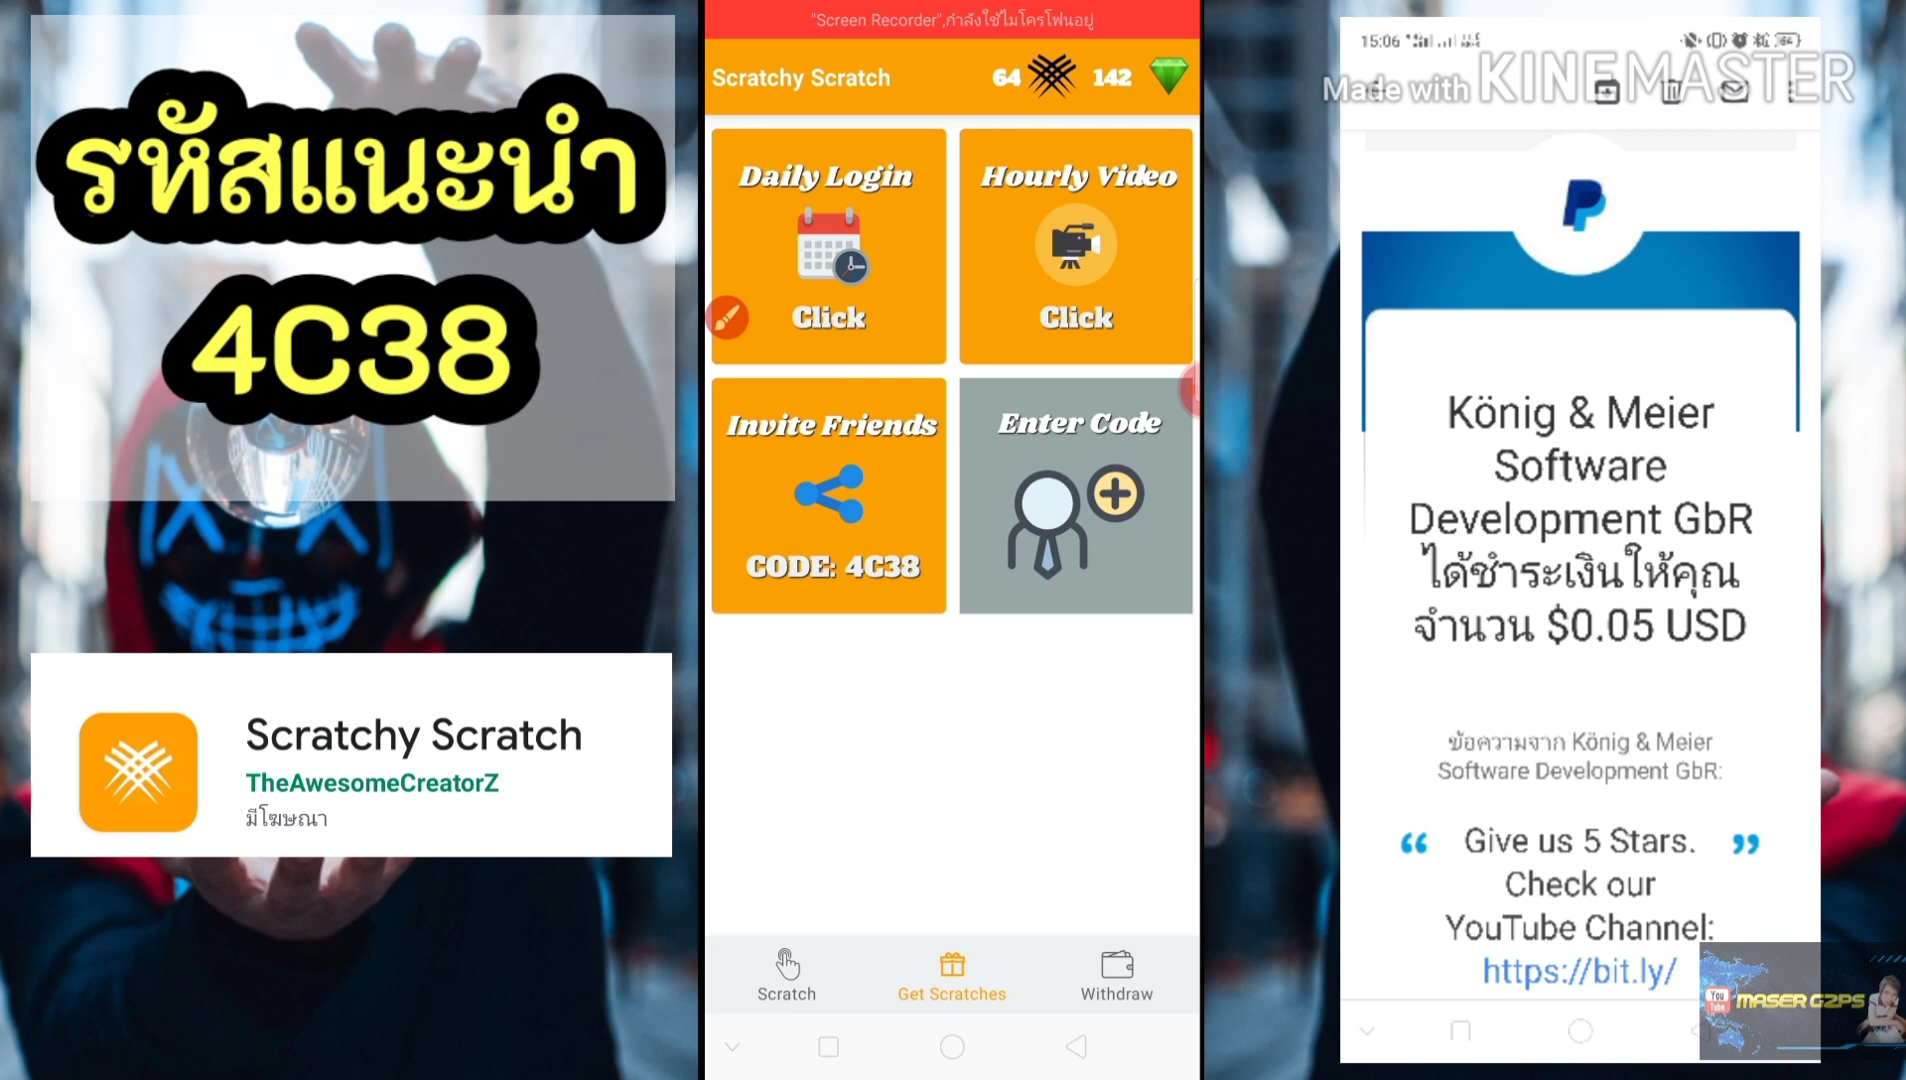 รหัสแนะนำ
4C38
Scratchy Scratch
TheAwesomeCreatorZ
มีโฆษณา
"Screen Recorder",กำลังใช้ไมโครโฟนอยู่
Scratchy Scratch 64 142
Daily Login
Click
Hourly Video
Click
Invite Friends
CODE: 4C38
Enter Code
Scratch
Get Scratches
Withdraw
15:06
Made with KINEMASTER
König & Meier
Software
Development GbR
ได้ชำระเงินให้คุณ
จำนวน $0.05 USD
ข้อความจาก König & Meier
Software Development GbR:
“ Give us 5 Stars. ”
Check our
YouTube Channel:
https://bit.ly/
You
Tube
MASER GZPS